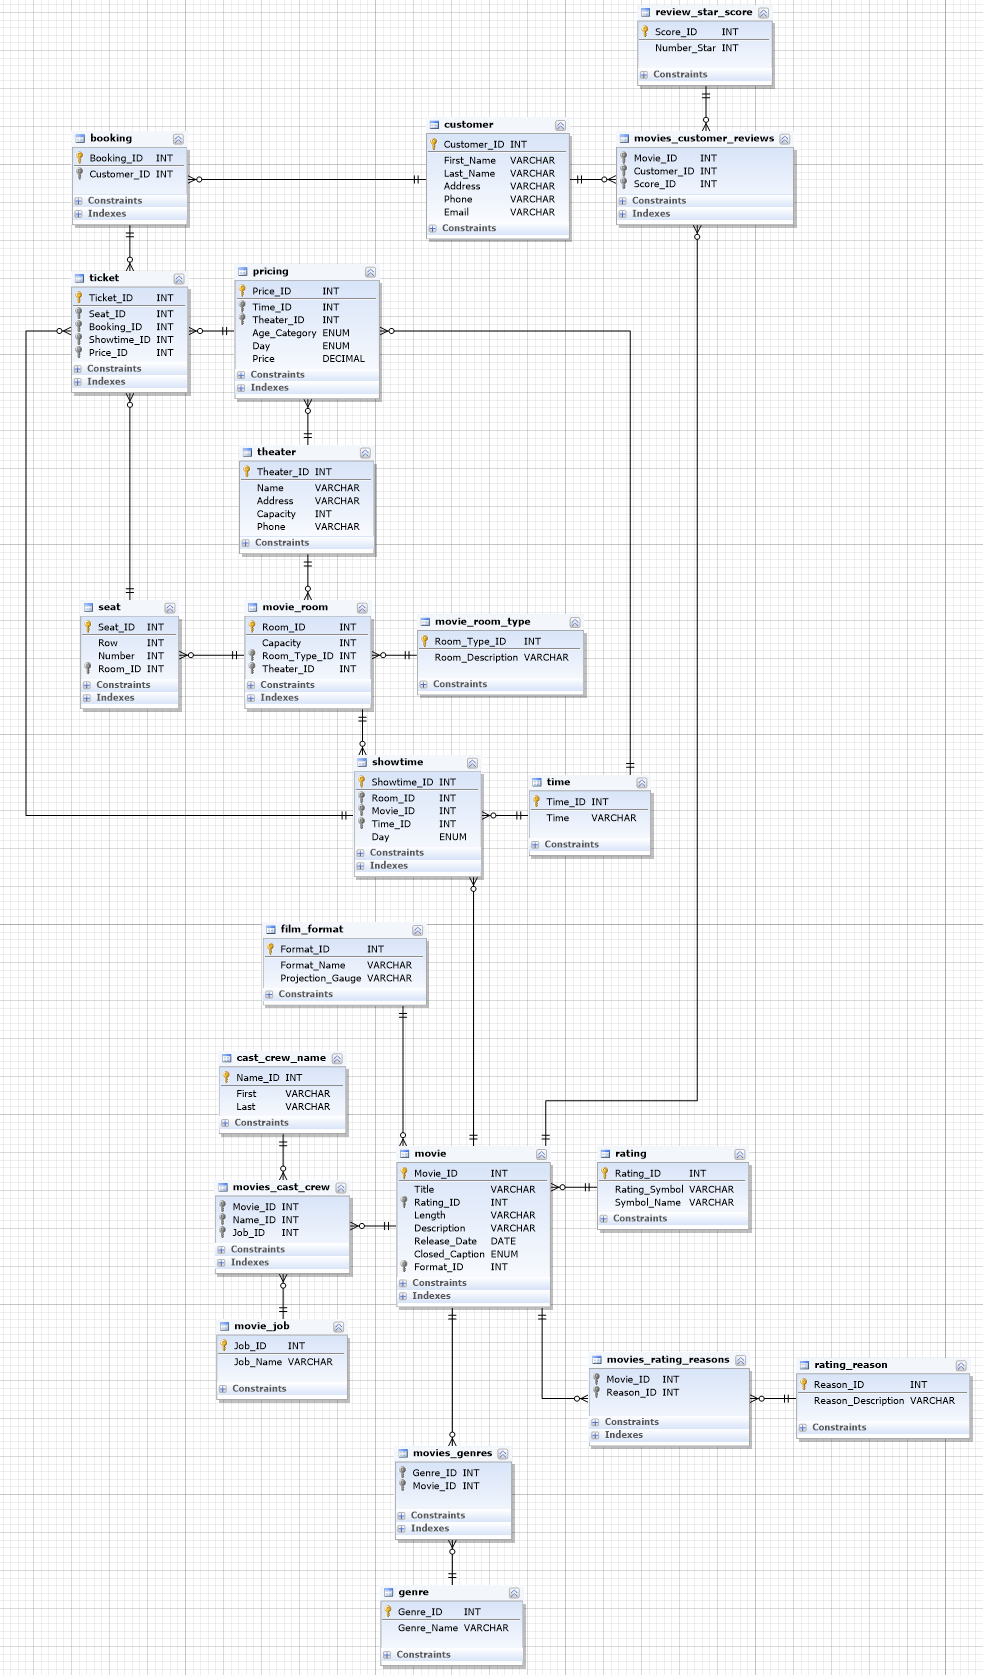 review_star_score
Score_ID INT
Number_Star INT
Constraints
booking
Booking_ID INT
Customer_ID INT
Constraints
Indexes
customer
Customer_ID INT
First_Name VARCHAR
Last_Name VARCHAR
Address VARCHAR
Phone VARCHAR
Email VARCHAR
Constraints
movies_customer_reviews
Movie_ID INT
Customer_ID INT
Score_ID INT
Constraints
Indexes
ticket
Ticket_ID INT
Seat_ID INT
Booking_ID INT
Showtime_ID INT
Price_ID INT
Constraints
Indexes
pricing
Price_ID INT
Time_ID INT
Theater_ID INT
Age_Category ENUM
Day ENUM
Price DECIMAL
Constraints
Indexes
theater
Theater_ID INT
Name VARCHAR
Address VARCHAR
Capacity INT
Phone VARCHAR
Constraints
seat
Seat_ID INT
Row INT
Number INT
Room_ID INT
Constraints
Indexes
movie_room
Room_ID INT
Capacity INT
Room_Type_ID INT
Theater_ID INT
Constraints
Indexes
movie_room_type
Room_Type_ID INT
Room_Description VARCHAR
Constraints
showtime
Showtime_ID INT
Room_ID INT
Movie_ID INT
Time_ID INT
Day ENUM
Constraints
Indexes
time
Time_ID INT
Time VARCHAR
Constraints
film_format
Format_ID INT
Format_Name VARCHAR
Projection_Gauge VARCHAR
Constraints
cast_crew_name
Name_ID INT
First VARCHAR
Last VARCHAR
Constraints
movies_cast_crew
Movie_ID INT
Name_ID INT
Job_ID INT
Constraints
Indexes
movie
Movie_ID INT
Title VARCHAR
Rating_ID INT
Length VARCHAR
Description VARCHAR
Release_Date DATE
Closed_Caption ENUM
Format_ID INT
Constraints
Indexes
rating
Rating_ID INT
Rating_Symbol VARCHAR
Symbol_Name VARCHAR
Constraints
movie_job
Job_ID INT
Job_Name VARCHAR
Constraints
movies_rating_reasons
Movie_ID INT
Reason_ID INT
Constraints
Indexes
rating_reason
Reason_ID INT
Reason_Description VARCHAR
Constraints
movies_genres
Genre_ID INT
Movie_ID INT
Constraints
Indexes
genre
Genre_ID INT
Genre_Name VARCHAR
Constraints